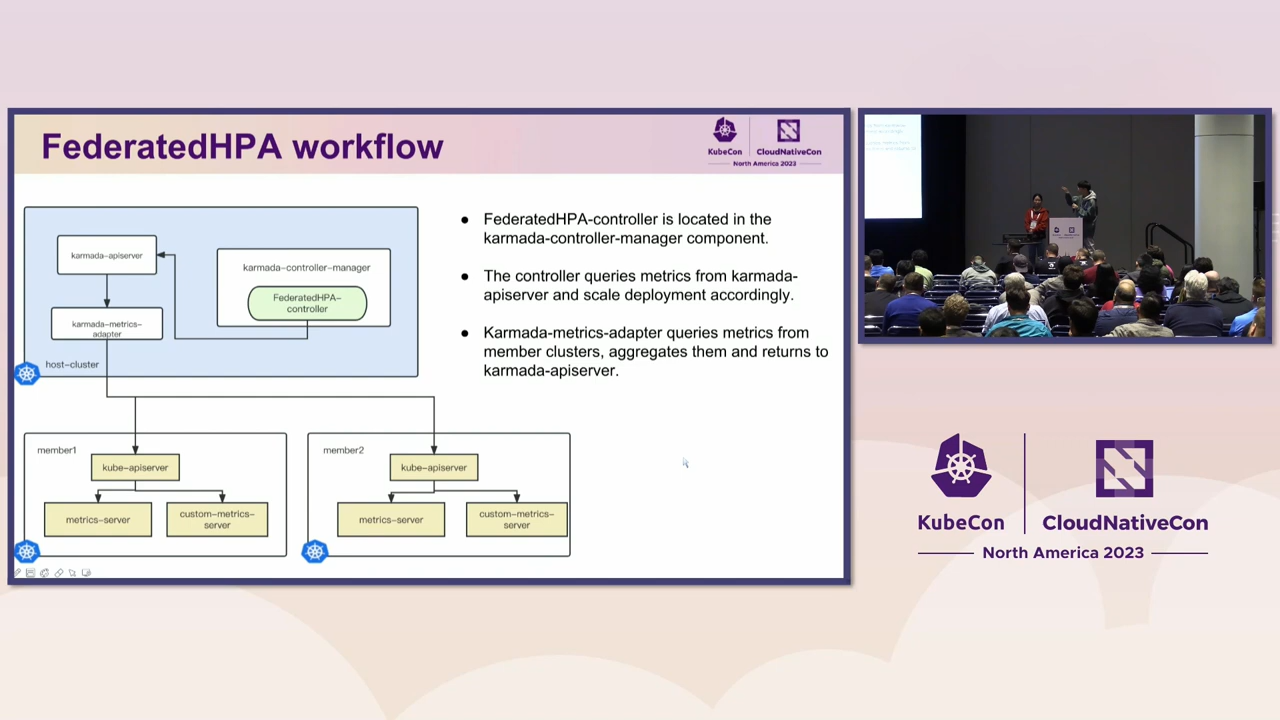 FederatedHPA workflow
KubeCon
CloudNativeCon
North America 2023
karmada-apiserver
karmada-controller-manager
FederatedHPA-
controller
karmada-metrics-
adapter
host-cluster
member1
kube-apiserver
metrics-server
custom-metrics-
server
member2
kube-apiserver
metrics-server
custom-metrics-
server
● FederatedHPA-controller is located in the
karmada-controller-manager component.
● The controller queries metrics from karmada-
apiserver and scale deployment accordingly.
● Karmada-metrics-adapter queries metrics from
member clusters, aggregates them and returns to
karmada-apiserver.
KubeCon
CloudNativeCon
North America 2023